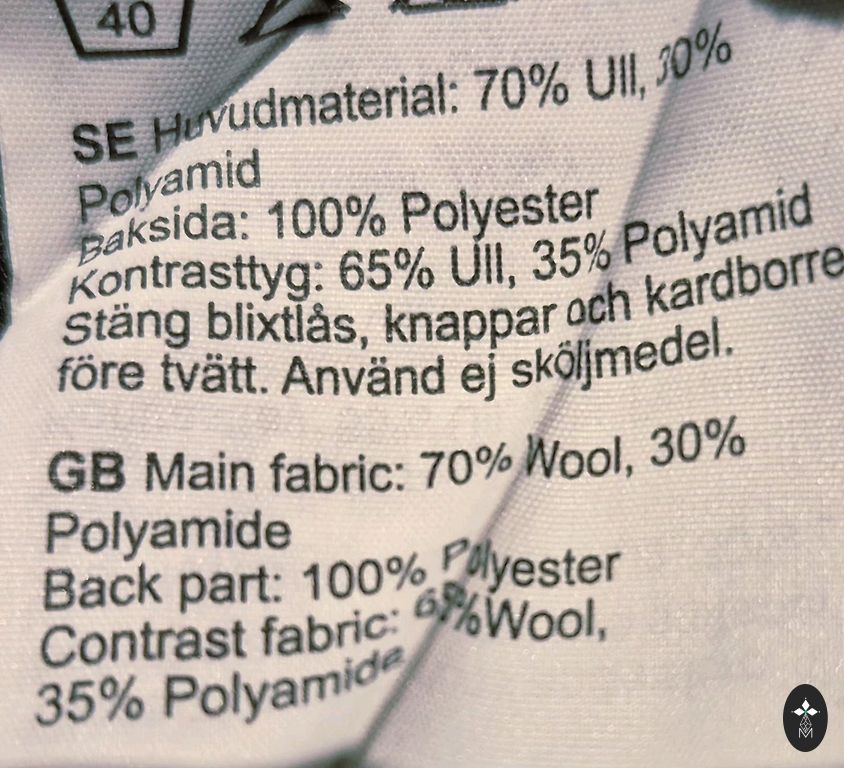 40
SE Huvudmaterial: 70% Ull, 30%
Polyamid
Baksida: 100% Polyester
Kontrasttyg: 65% Ull, 35% Polyamid
Stäng blixtlås, knappar och kardborre
före tvätt. Använd ej sköljmedel.
GB Main fabric: 70% Wool, 30%
Polyamide
Back part: 100% Polyester
Contrast fabric: 65% Wool,
35% Polyamide